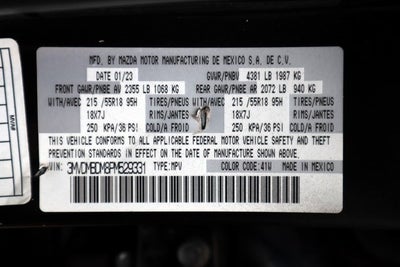 MFD. BY MAZDA MOTOR MANUFACTURING DE MEXICO S.A. DE C.V.
DATE 01/23 GVWR/PNBV 4381 LB 1987 KG
FRONT GAWR/PNBE AV 2355 LB 1068 KG REAR GAWR/PNBE AR 2072 LB 940 KG
WITH/AVEC 215 /55R18 95H TIRES/PNEUS WITH/AVEC 215 /55R18 95H TIRES/PNEUS
18X7J RIMS/JANTES 18X7J RIMS/JANTES
250 KPA/36 PSI COLD/A FROID 250 KPA/36 PSI COLD/A FROID
THIS VEHICLE CONFORMS TO ALL APPLICABLE FEDERAL MOTOR VEHICLE SAFETY AND THEFT
PREVENTION STANDARDS IN EFFECT ON THE DATE OF MANUFACTURE SHOWN ABOVE.
VIN: 3MVDMBDM8PM529331 TYPE:MPV COLOR CODE:41W MADE IN MEXICO